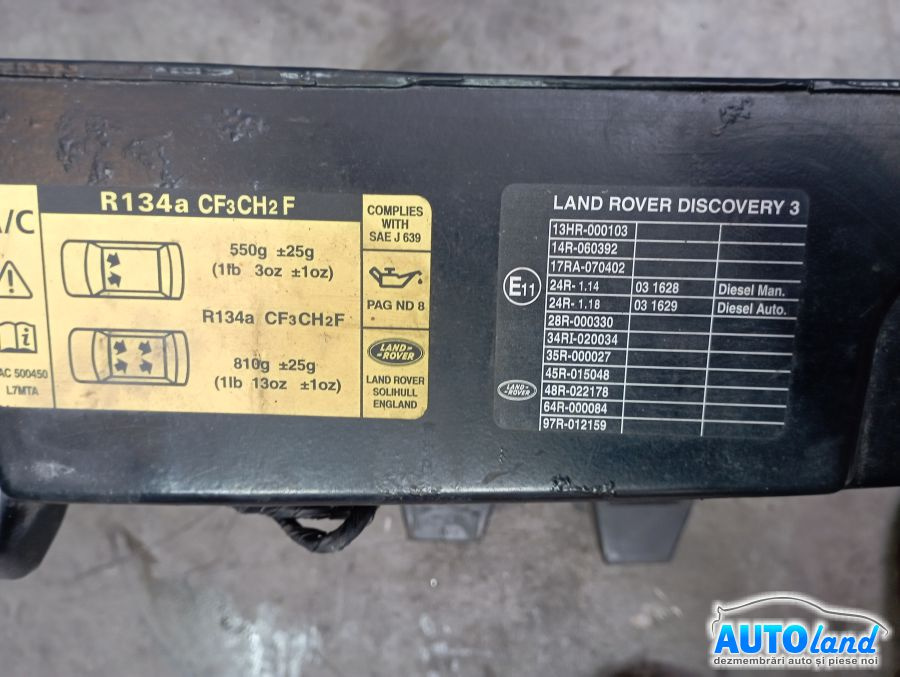 R134a CF3CH2F
A/C
550g ±25g
(1lb 3oz ±1oz)
R134a CF3CH2F
810g ±25g
(1lb 13oz ±1oz)
AC 500450
L7MTA
COMPLIES
WITH
SAE J 639
PAG ND 8
LAND-
-ROVER
LAND ROVER
SOLIHULL
ENGLAND
LAND ROVER DISCOVERY 3
E11
LAND-
-ROVER
13HR-000103
14R-060392
17RA-070402
24R- 1.14 03 1628 Diesel Man.
24R- 1.18 03 1629 Diesel Auto.
28R-000330
34RI-020034
35R-000027
45R-015048
48R-022178
64R-000084
97R-012159
AUTOland
dezmembrări auto și piese noi